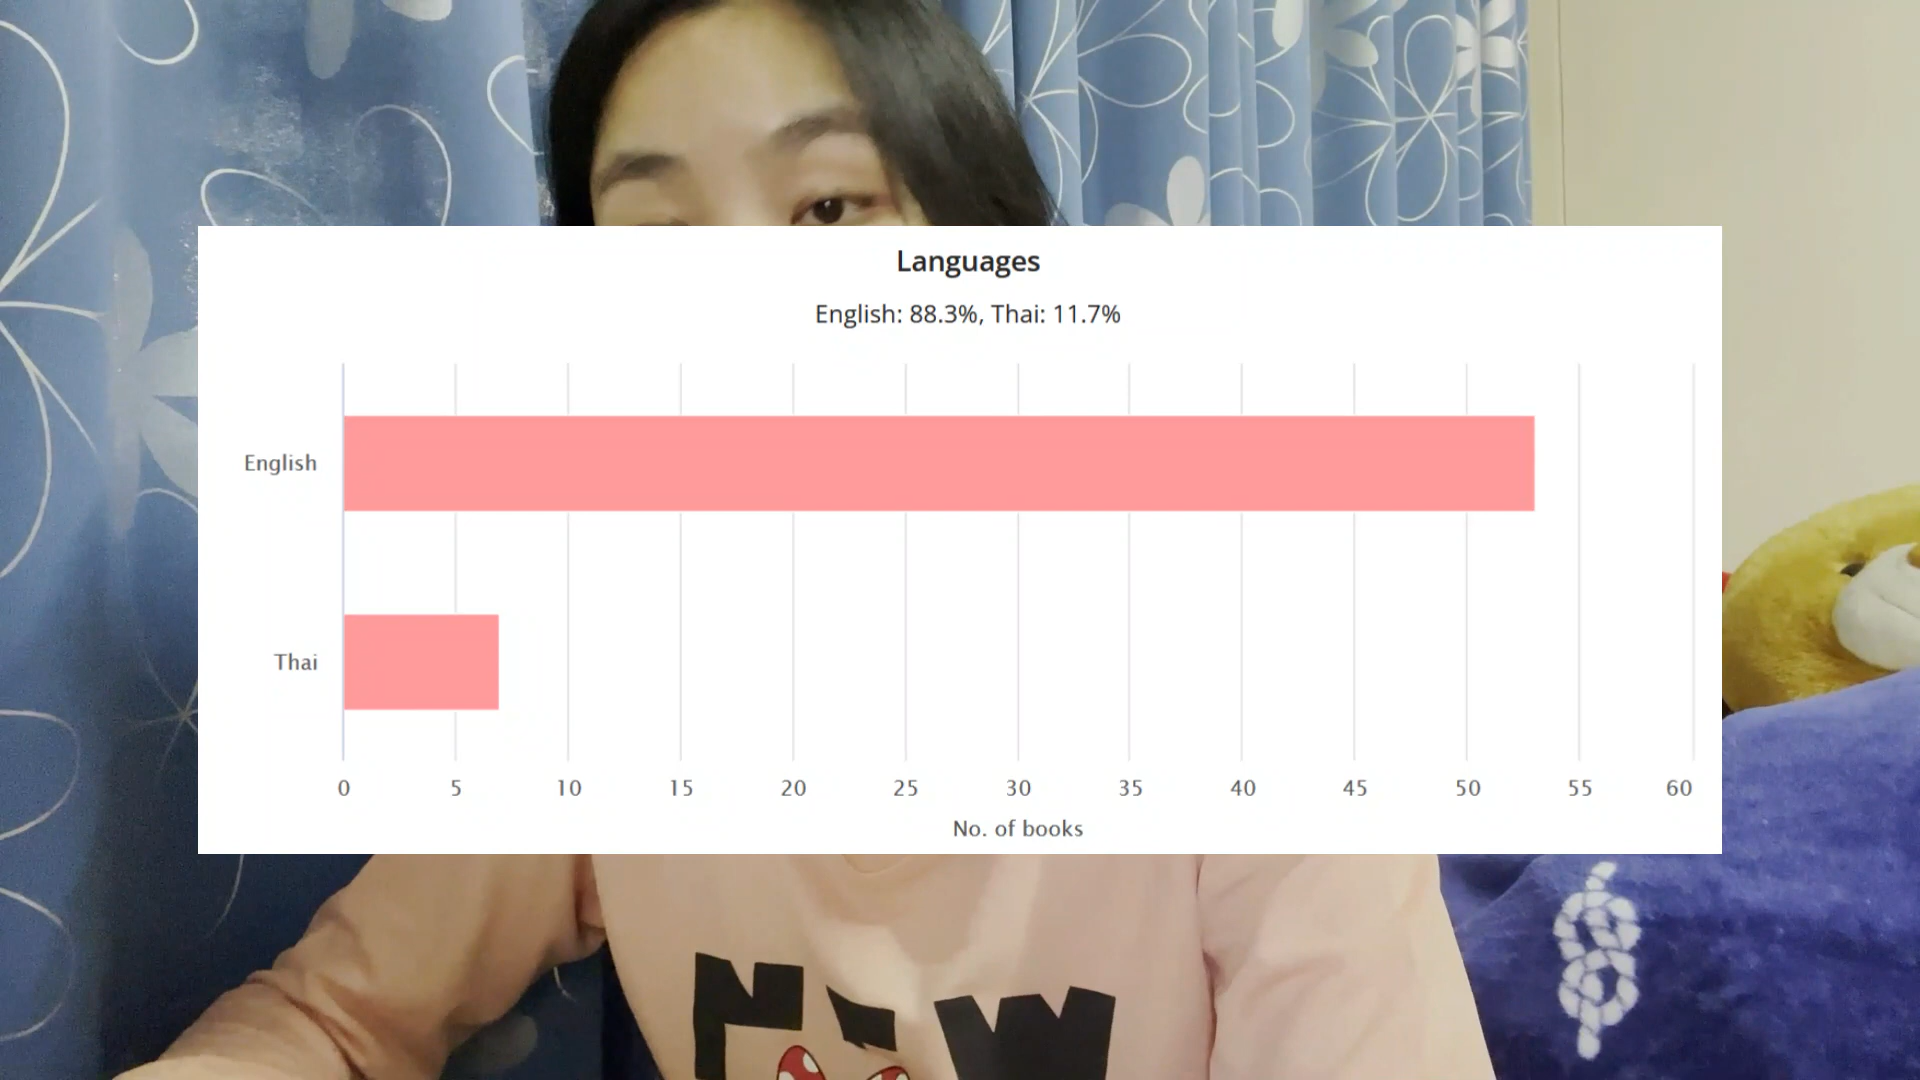 Languages
English: 88.3%, Thai: 11.7%
English
Thai
0 5 10 15 20 25 30 35 40 45 50 55 60
No. of books